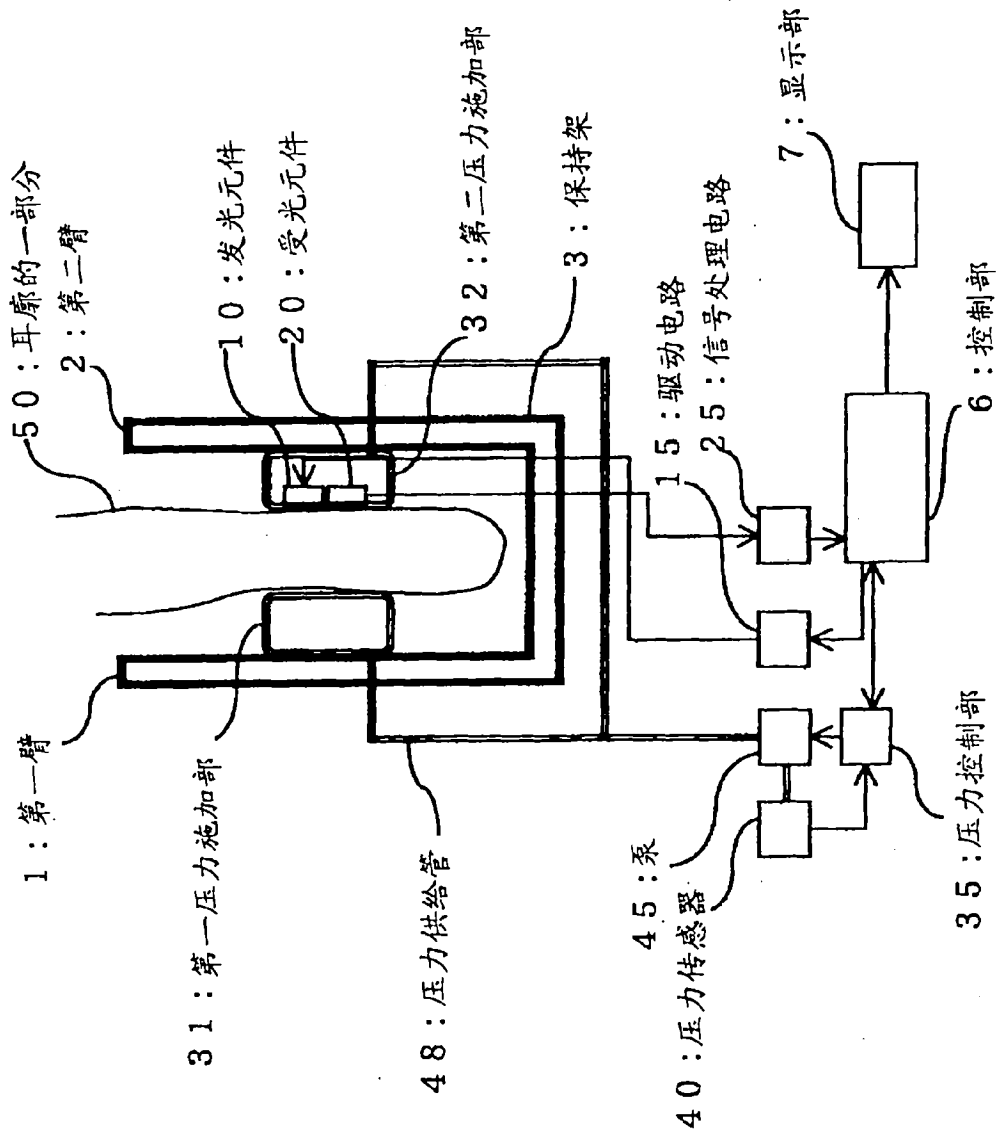 50:耳廓的一部分
2:第二臂
10:发光元件
20:受光元件
32:第二压力施加部
3:保持架
15:驱动电路
25:信号处理电路
7:显示部
6:控制部
1:第一臂
31:第一压力施加部
48:压力供给管
45:泵
40:压力传感器
35:压力控制部